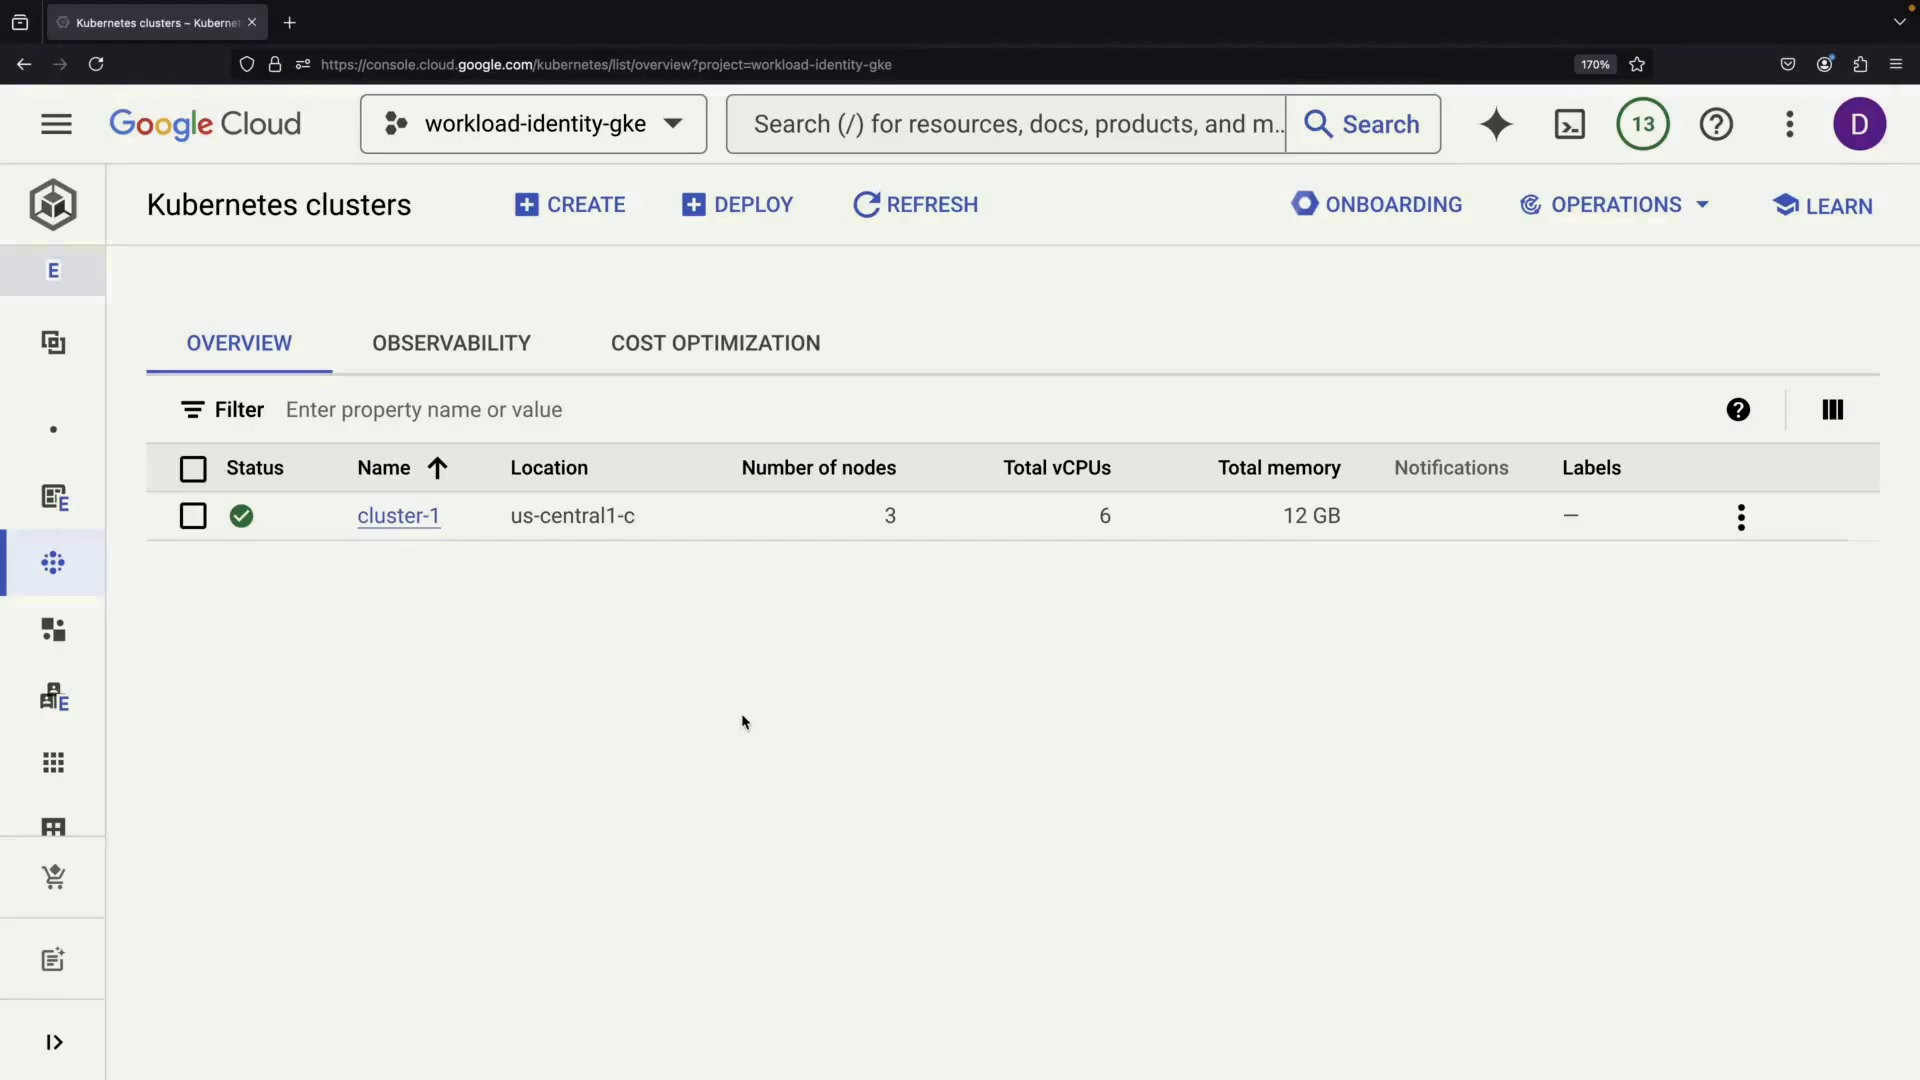 Kubernetes clusters – Kuberne
https://console.cloud.google.com/kubernetes/list/overview?project=workload-identity-gke
170%
Google Cloud
workload-identity-gke
Search (/) for resources, docs, products, and m...
Search
13
D
Kubernetes clusters
CREATE
DEPLOY
REFRESH
ONBOARDING
OPERATIONS
LEARN
E
OVERVIEW
OBSERVABILITY
COST OPTIMIZATION
Filter
Enter property name or value
Status
Name
Location
Number of nodes
Total vCPUs
Total memory
Notifications
Labels
cluster-1
us-central1-c
3
6
12 GB
—
E
E